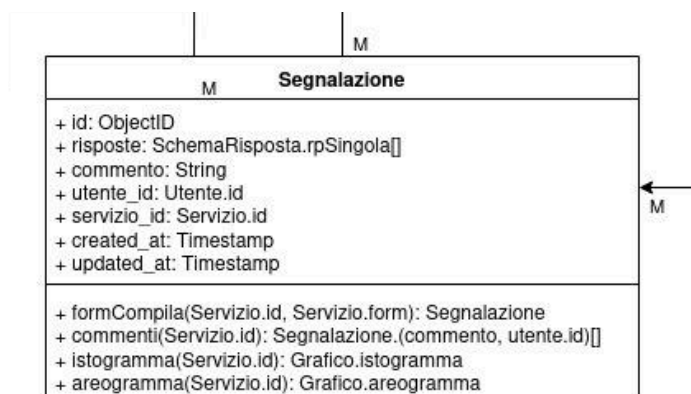 M
Segnalazione
M
+ id: ObjectID
+ risposte: SchemaRisposta.rpSingola[]
+ commento: String
+ utente_id: Utente.id
+ servizio_id: Servizio.id
+ created_at: Timestamp
+ updated_at: Timestamp
M
+ formCompila(Servizio.id, Servizio.form): Segnalazione
+ commenti(Servizio.id): Segnalazione.(commento, utente.id)[]
+ istogramma(Servizio.id): Grafico.istogramma
+ areogramma(Servizio.id): Grafico.areogramma